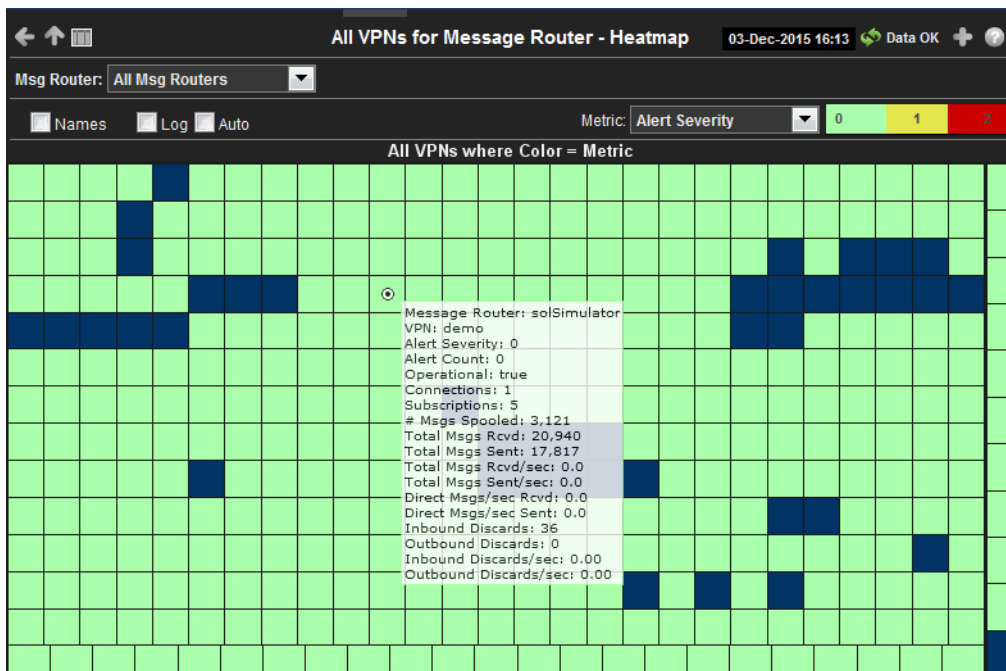 All VPNs for Message Router - Heatmap 03-Dec-2015 16:13 Data OK
Msg Router: All Msg Routers
Names Log Auto Metric: Alert Severity 0 1 2
All VPNs where Color = Metric
Message Router: solSimulator
VPN: demo
Alert Severity: 0
Alert Count: 0
Operational: true
Connections: 1
Subscriptions: 5
# Msgs Spooled: 3,121
Total Msgs Rcvd: 20,940
Total Msgs Sent: 17,817
Total Msgs Rcvd/sec: 0.0
Total Msgs Sent/sec: 0.0
Direct Msgs/sec Rcvd: 0.0
Direct Msgs/sec Sent: 0.0
Inbound Discards: 36
Outbound Discards: 0
Inbound Discards/sec: 0.00
Outbound Discards/sec: 0.00